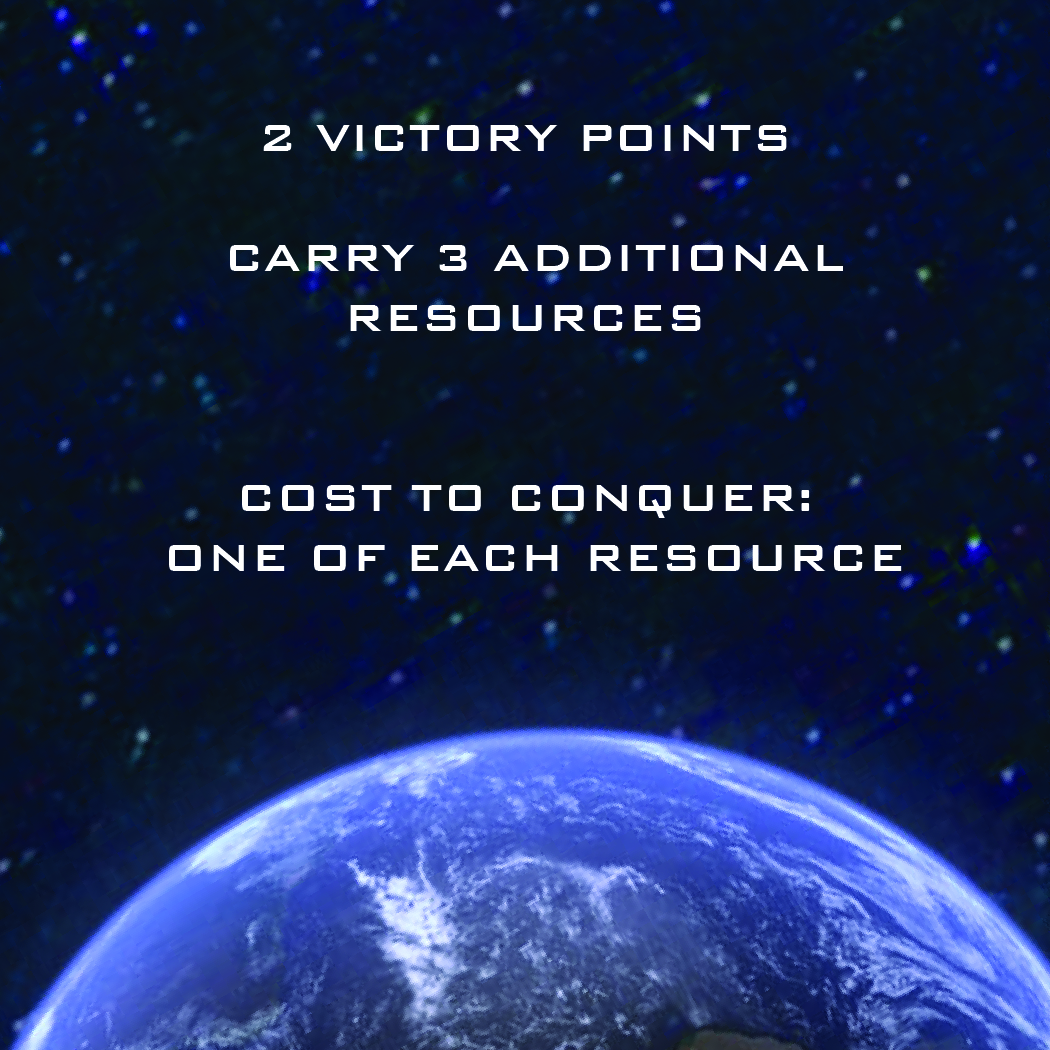 2 VICTORY POINTS
CARRY 3 ADDITIONAL
RESOURCES
COST TO CONQUER:
ONE OF EACH RESOURCE